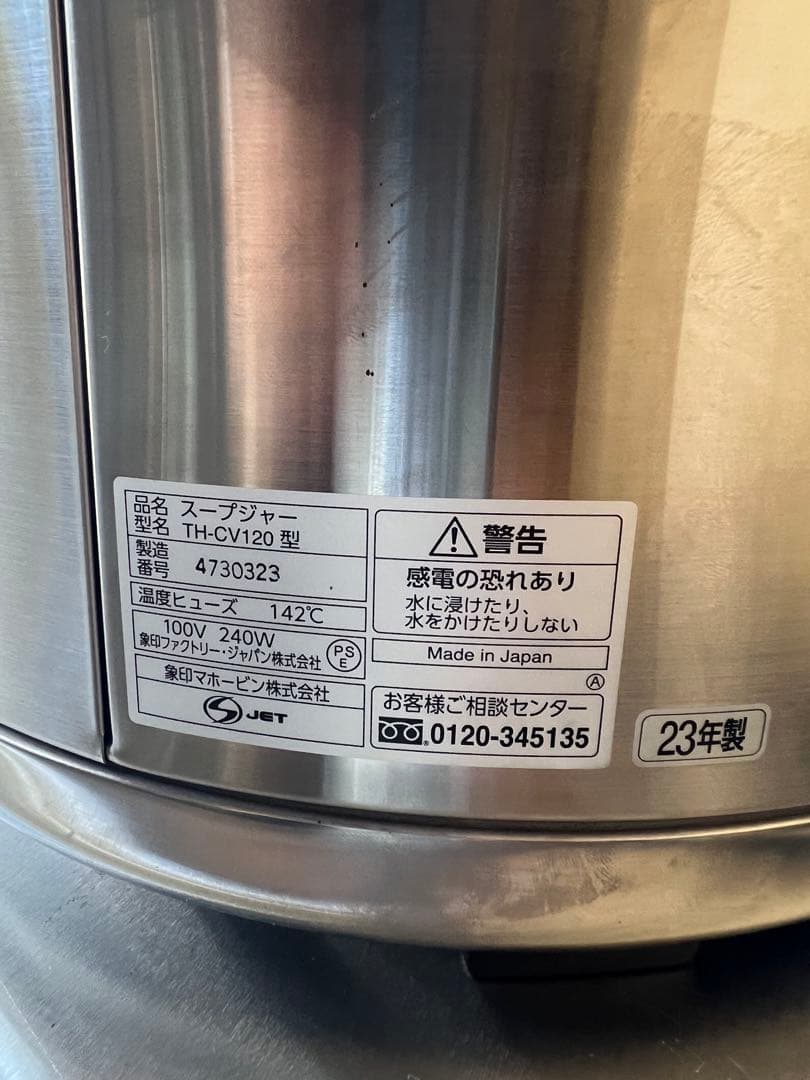 品名 スープジャー
型名 TH-CV120 型
製造
番号 4730323
温度ヒューズ 142℃
100V 240W
象印ファクトリー・ジャパン株式会社
PS
E
象印マホービン株式会社
S JET
警告
感電の恐れあり
水に浸けたり、
水をかけたりしない
Made in Japan
A
お客様ご相談センター
0120-345135
23年製